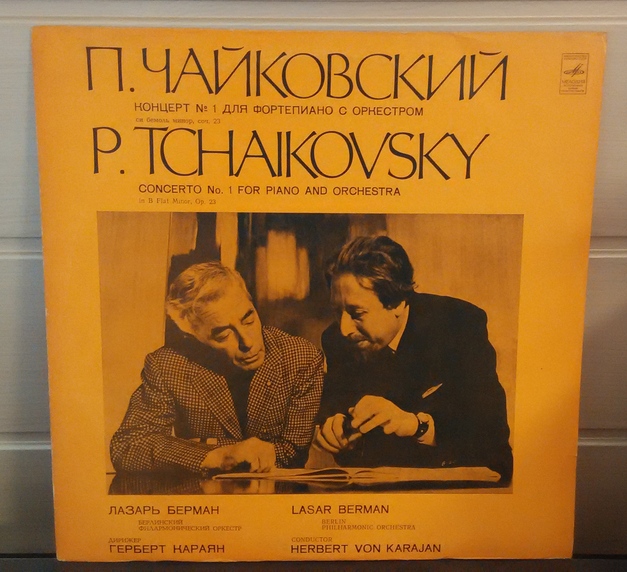 П. ЧАЙКОВСКИЙ
КОНЦЕРТ № 1 ДЛЯ ФОРТЕПИАНО С ОРКЕСТРОМ
си бемоль минор, соч. 23
P. TCHAIKOVSKY
CONCERTO No. 1 FOR PIANO AND ORCHESTRA
in B Flat Minor, Op. 23
ЛАЗАРЬ БЕРМАН
БЕРЛИНСКИЙ
ФИЛАРМОНИЧЕСКИЙ ОРКЕСТР
ДИРИЖЕР
ГЕРБЕРТ КАРАЯН
LASAR BERMAN
BERLIN
PHILHARMONIC ORCHESTRA
CONDUCTOR
HERBERT VON KARAJAN